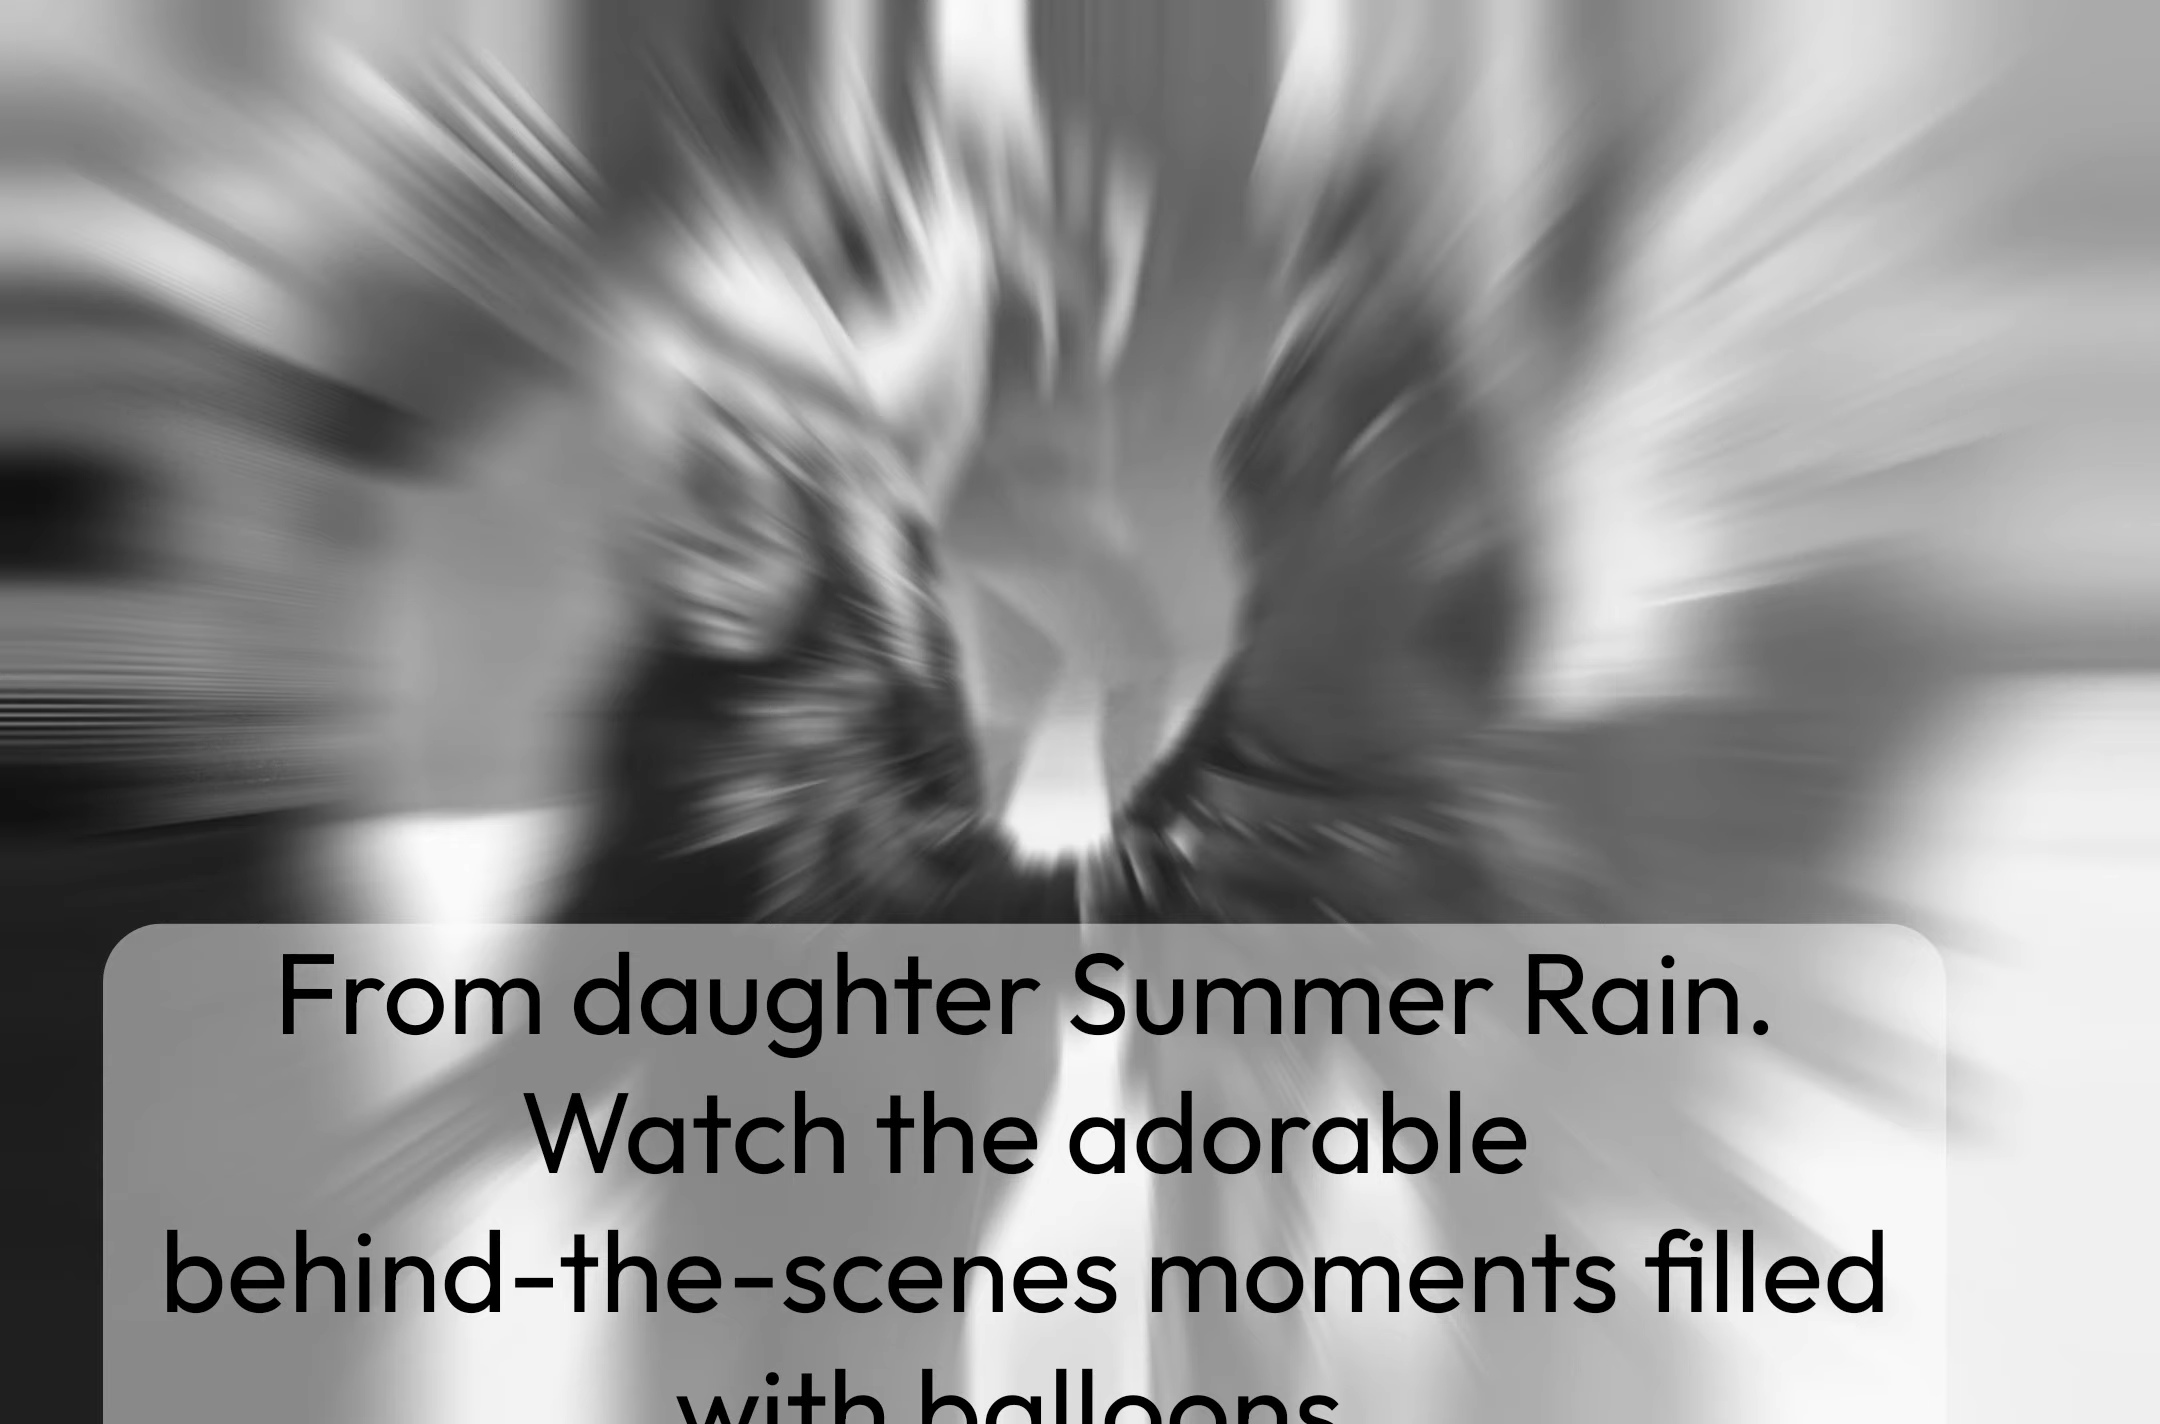 From daughter Summer Rain.
Watch the adorable
behind-the-scenes moments filled
with balloons